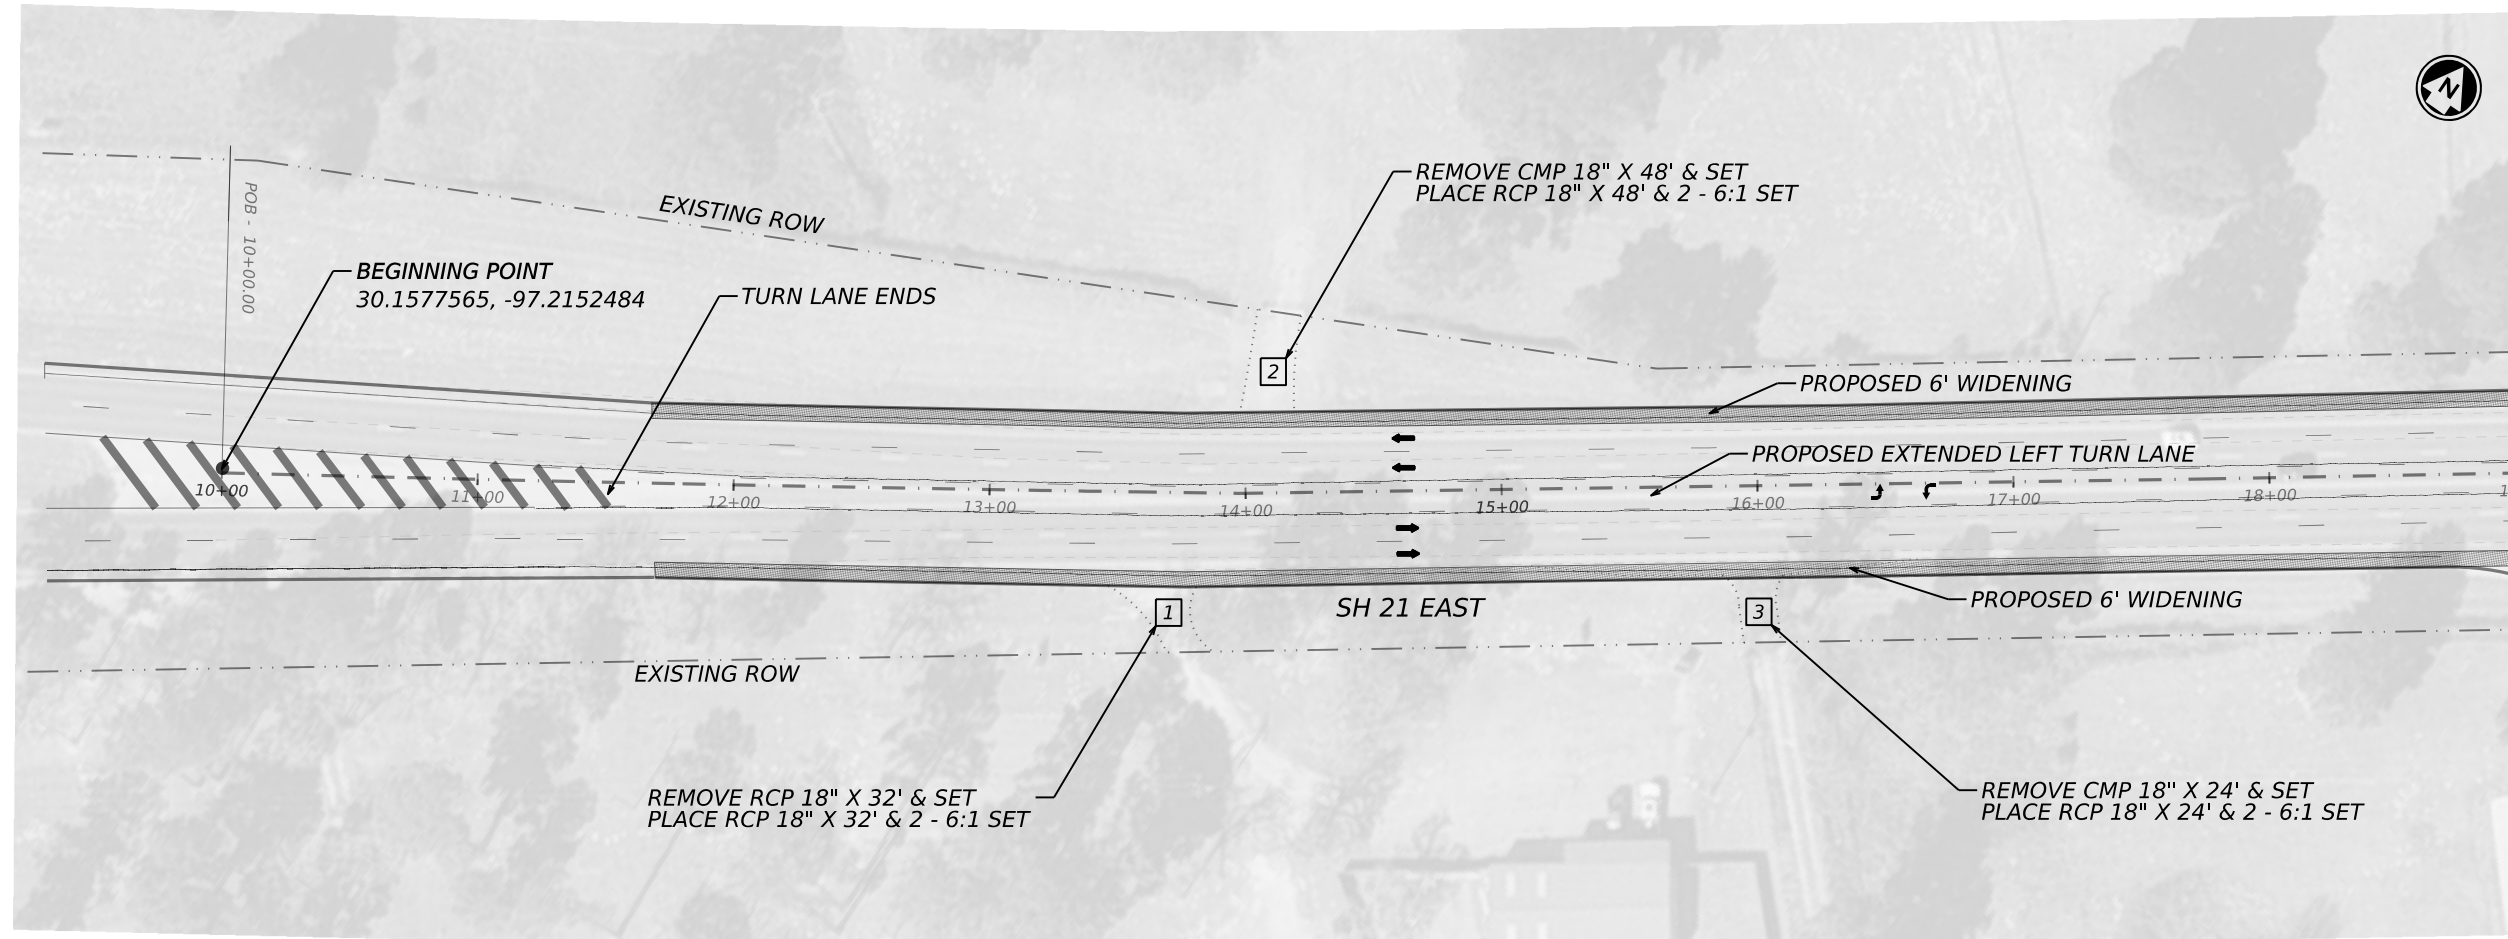 N
REMOVE CMP 18" X 48' & SET
PLACE RCP 18" X 48' & 2 - 6:1 SET
EXISTING ROW
POB - 10+00.00
BEGINNING POINT
30.1577565, -97.2152484
TURN LANE ENDS
2
PROPOSED 6' WIDENING
PROPOSED EXTENDED LEFT TURN LANE
10+00
11+00
12+00
13+00
14+00
15+00
16+00
17+00
18+00
1
1
SH 21 EAST
3
PROPOSED 6' WIDENING
EXISTING ROW
REMOVE RCP 18" X 32' & SET
PLACE RCP 18" X 32' & 2 - 6:1 SET
REMOVE CMP 18" X 24' & SET
PLACE RCP 18" X 24' & 2 - 6:1 SET